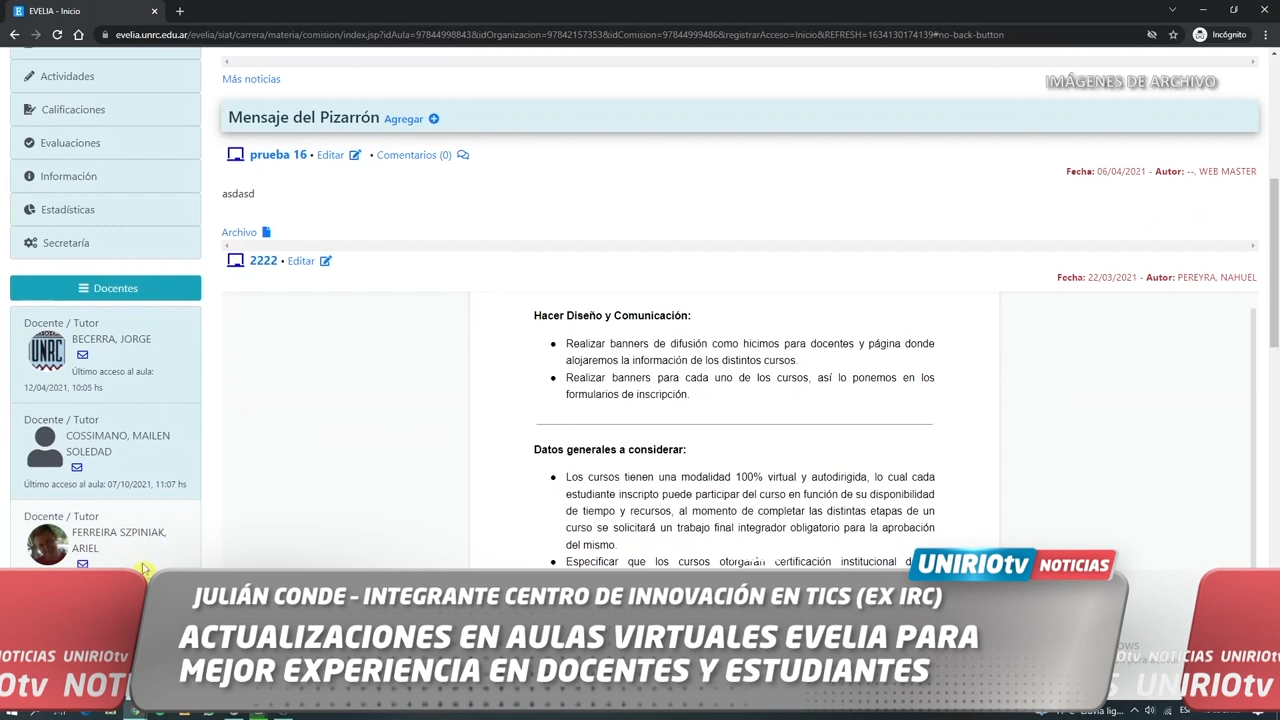 EVELIA - Inicio
evelia.unrc.edu.ar/evelia/siat/carrera/materia/comision/index.jsp?idAula=97844998843&idOrganizacion=97842157353&idComision=97844999486&registrarAcceso=Inicio&REFRESH=1634130174139#no-back-button
Incógnito
Actividades
Calificaciones
Evaluaciones
Información
Estadísticas
Secretaría
Docentes
Docente / Tutor
BECERRA, JORGE
UNRC
Último acceso al aula:
12/04/2021, 10:05 hs
Docente / Tutor
COSSIMANO, MAILEN
SOLEDAD
Último acceso al aula: 07/10/2021, 11:07 hs
Docente / Tutor
FERREIRA SZPINIAK,
ARIEL
Más noticias
IMÁGENES DE ARCHIVO
Mensaje del Pizarrón Agregar
prueba 16 • Editar • Comentarios (0)
Fecha: 06/04/2021 - Autor: --, WEB MASTER
asdasd
Archivo
2222 • Editar
Fecha: 22/03/2021 - Autor: PEREYRA, NAHUEL
Hacer Diseño y Comunicación:
● Realizar banners de difusión como hicimos para docentes y página donde
alojaremos la información de los distintos cursos.
● Realizar banners para cada uno de los cursos, así lo ponemos en los
formularios de inscripción.
Datos generales a considerar:
● Los cursos tienen una modalidad 100% virtual y autodirigida, lo cual cada
estudiante inscripto puede participar del curso en función de su disponibilidad
de tiempo y recursos, al momento de completar las distintas etapas de un
curso se solicitará un trabajo final integrador obligatorio para la aprobación
del mismo.
● Especificar que los cursos otorgarán certificación institucional
UNIRIOtv NOTICIAS
JULIÁN CONDE – INTEGRANTE CENTRO DE INNOVACIÓN EN TICS (EX IRC)
ACTUALIZACIONES EN AULAS VIRTUALES EVELIA PARA
MEJOR EXPERIENCIA EN DOCENTES Y ESTUDIANTES
NOTICIAS UNIRIOtv
Otv NOT
NOTICIAS UNIRIO
UNIRIOtv